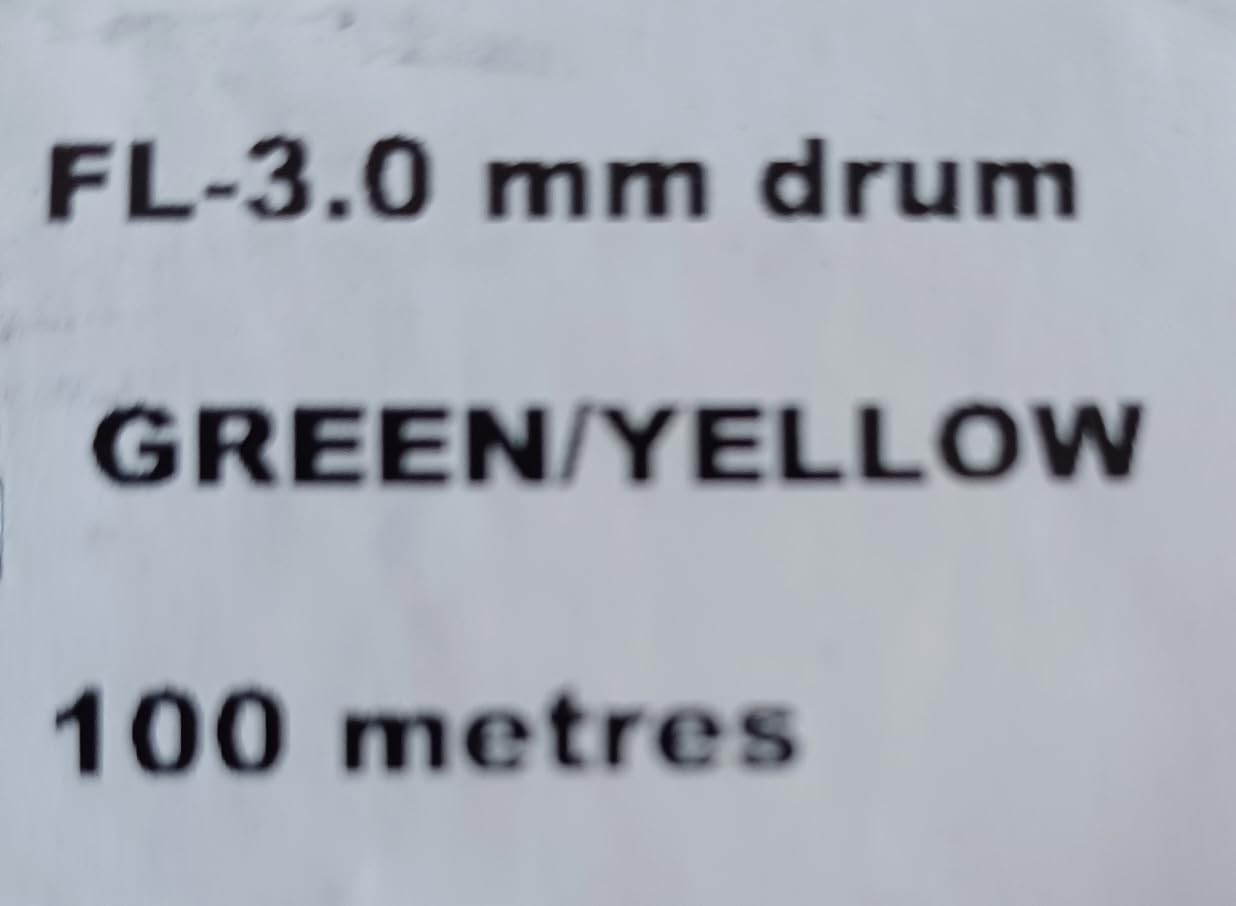 FL-3.0 mm drum
GREEN/YELLOW
100 metres